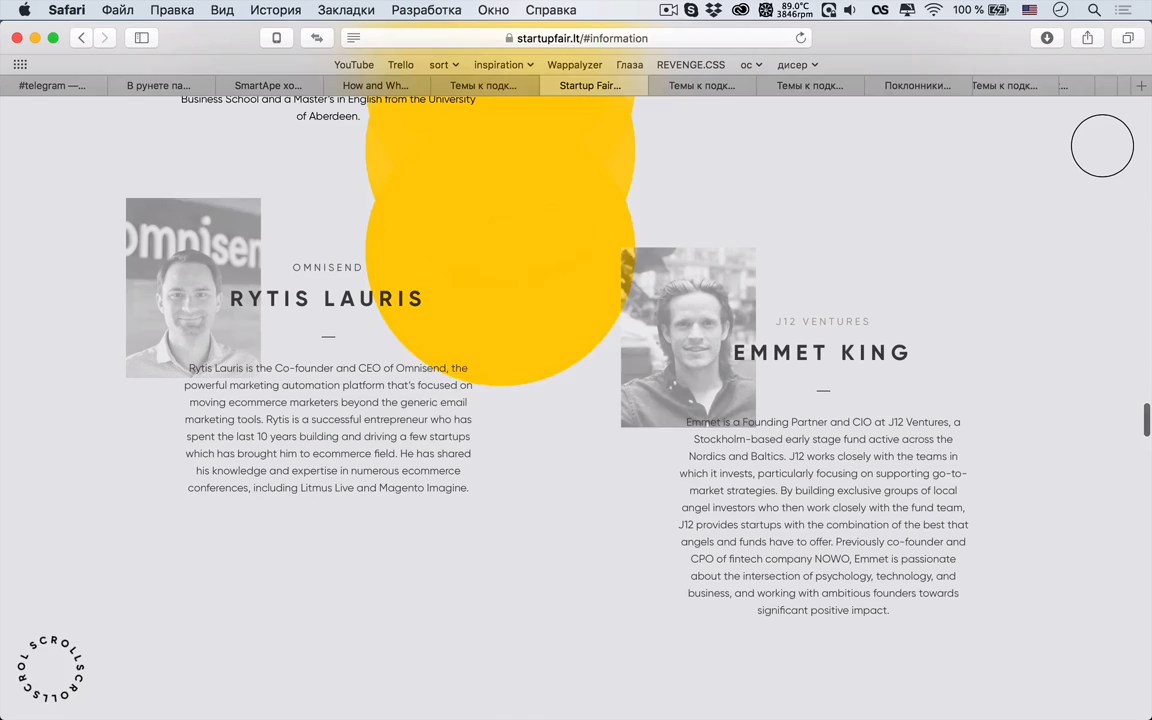 Safari Файл Правка Вид История Закладки Разработка Окно Справка 89.0°C 3846rpm 100 %
startupfair.lt/#information
YouTube Trello sort inspiration Wappalyzer Глаза REVENGE.CSS ос дисер
#telegram —... В рунете па... SmartApe хо... How and Wh... Темы к подк... Startup Fair... Темы к подк... Темы к подк... Поклонники... Темы к подк...
Business School and a Master's in English from the University
of Aberdeen.
omnisen
OMNISEND
RYTIS LAURIS
—
Rytis Lauris is the Co-founder and CEO of Omnisend, the
powerful marketing automation platform that's focused on
moving ecommerce marketers beyond the generic email
marketing tools. Rytis is a successful entrepreneur who has
spent the last 10 years building and driving a few startups
which has brought him to ecommerce field. He has shared
his knowledge and expertise in numerous ecommerce
conferences, including Litmus Live and Magento Imagine.
J12 VENTURES
EMMET KING
—
Emmet is a Founding Partner and CIO at J12 Ventures, a
Stockholm-based early stage fund active across the
Nordics and Baltics. J12 works closely with the teams in
which it invests, particularly focusing on supporting go-to-
market strategies. By building exclusive groups of local
angel investors who then work closely with the fund team,
J12 provides startups with the combination of the best that
angels and funds have to offer. Previously co-founder and
CPO of fintech company NOWO, Emmet is passionate
about the intersection of psychology, technology, and
business, and working with ambitious founders towards
significant positive impact.
SCROLLSCROLLSCROL